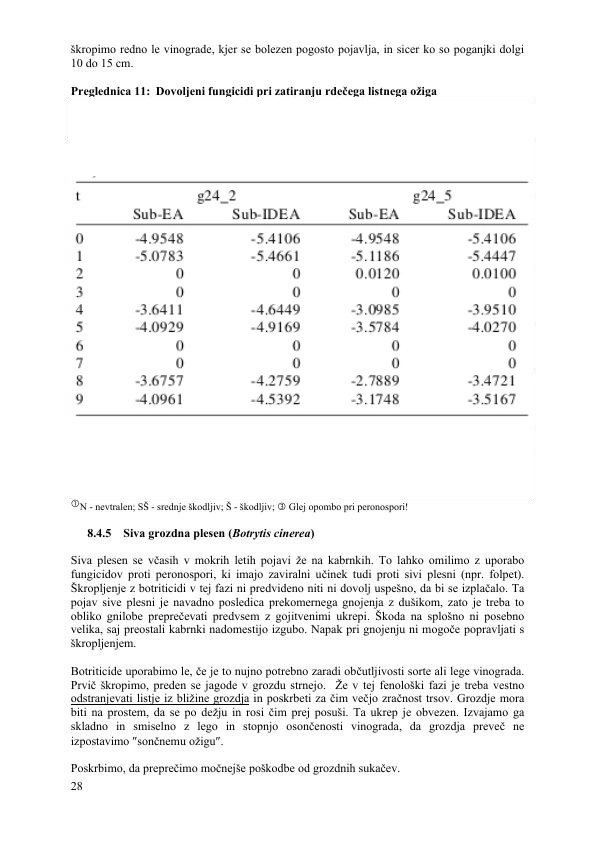 škropimo redno le vinograde, kjer se bolezen pogosto pojavlja, in sicer ko so poganjki dolgi
10 do 15 cm.
Preglednica 11: Dovoljeni fungicidi pri zatiranju rdečega listnega ožiga
t g24_2 g24_5
Sub-EA Sub-IDEA Sub-EA Sub-IDEA
0 -4.9548 -5.4106 -4.9548 -5.4106
1 -5.0783 -5.4661 -5.1186 -5.4447
2 0 0 0.0120 0.0100
3 0 0 0 0
4 -3.6411 -4.6449 -3.0985 -3.9510
5 -4.0929 -4.9169 -3.5784 -4.0270
6 0 0 0 0
7 0 0 0 0
8 -3.6757 -4.2759 -2.7889 -3.4721
9 -4.0961 -4.5392 -3.1748 -3.5167
①N - nevtralen; SŠ - srednje škodljiv; Š - škodljiv; ③ Glej opombo pri peronospori!
8.4.5 Siva grozdna plesen (Botrytis cinerea)
Siva plesen se včasih v mokrih letih pojavi že na kabrnkih. To lahko omilimo z uporabo
fungicidov proti peronospori, ki imajo zaviralni učinek tudi proti sivi plesni (npr. folpet).
Škropljenje z botriticidi v tej fazi ni predvideno niti ni dovolj uspešno, da bi se izplačalo. Ta
pojav sive plesni je navadno posledica prekomernega gnojenja z dušikom, zato je treba to
obliko gnilobe preprečevati predvsem z gojitvenimi ukrepi. Škoda na splošno ni posebno
velika, saj preostali kabrnki nadomestijo izgubo. Napak pri gnojenju ni mogoče popravljati s
škropljenjem.
Botriticide uporabimo le, če je to nujno potrebno zaradi občutljivosti sorte ali lege vinograda.
Prvič škropimo, preden se jagode v grozdu strnejo. Že v tej fenološki fazi je treba vestno
odstranjevati listje iz bližine grozdja in poskrbeti za čim večjo zračnost trsov. Grozdje mora
biti na prostem, da se po dežju in rosi čim prej posuši. Ta ukrep je obvezen. Izvajamo ga
skladno in smiselno z lego in stopnjo osončenosti vinograda, da grozdja preveč ne
izpostavimo "sončnemu ožigu".
Poskrbimo, da preprečimo močnejše poškodbe od grozdnih sukačev.
28